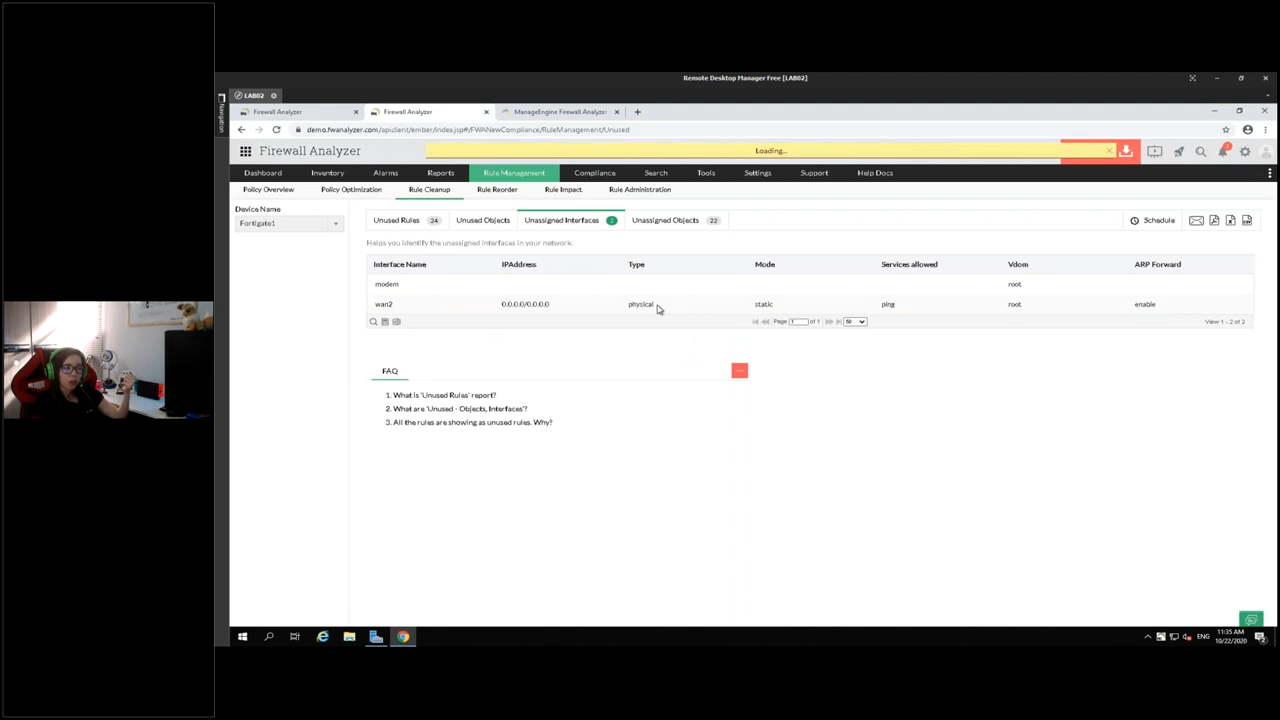 Remote Desktop Manager Free [LAB02]
LAB02
Navigation
Firewall Analyzer
Firewall Analyzer
ManageEngine Firewall Analyzer
demo.fwanalyzer.com/apiclient/ember/index.jsp#/FWANewCompliance/RuleManagement/Unused
Firewall Analyzer
Loading...
Dashboard Inventory Alarms Reports Rule Management Compliance Search Tools Settings Support Help Docs
Policy Overview Policy Optimization Rule Cleanup Rule Reorder Rule Impact Rule Administration
Device Name
Fortigate1
Unused Rules 24 Unused Objects Unassigned Interfaces 2 Unassigned Objects 22 Schedule
Helps you identify the unassigned interfaces in your network.
Interface Name IPAddress Type Mode Services allowed Vdom ARP Forward
modem root
wan2 0.0.0.0/0.0.0.0 physical static ping root enable
Page 1 of 1 50 View 1 - 2 of 2
FAQ
1. What is 'Unused Rules' report?
2. What are 'Unused - Objects, Interfaces'?
3. All the rules are showing as unused rules. Why?
ENG
11:35 AM
10/22/2020